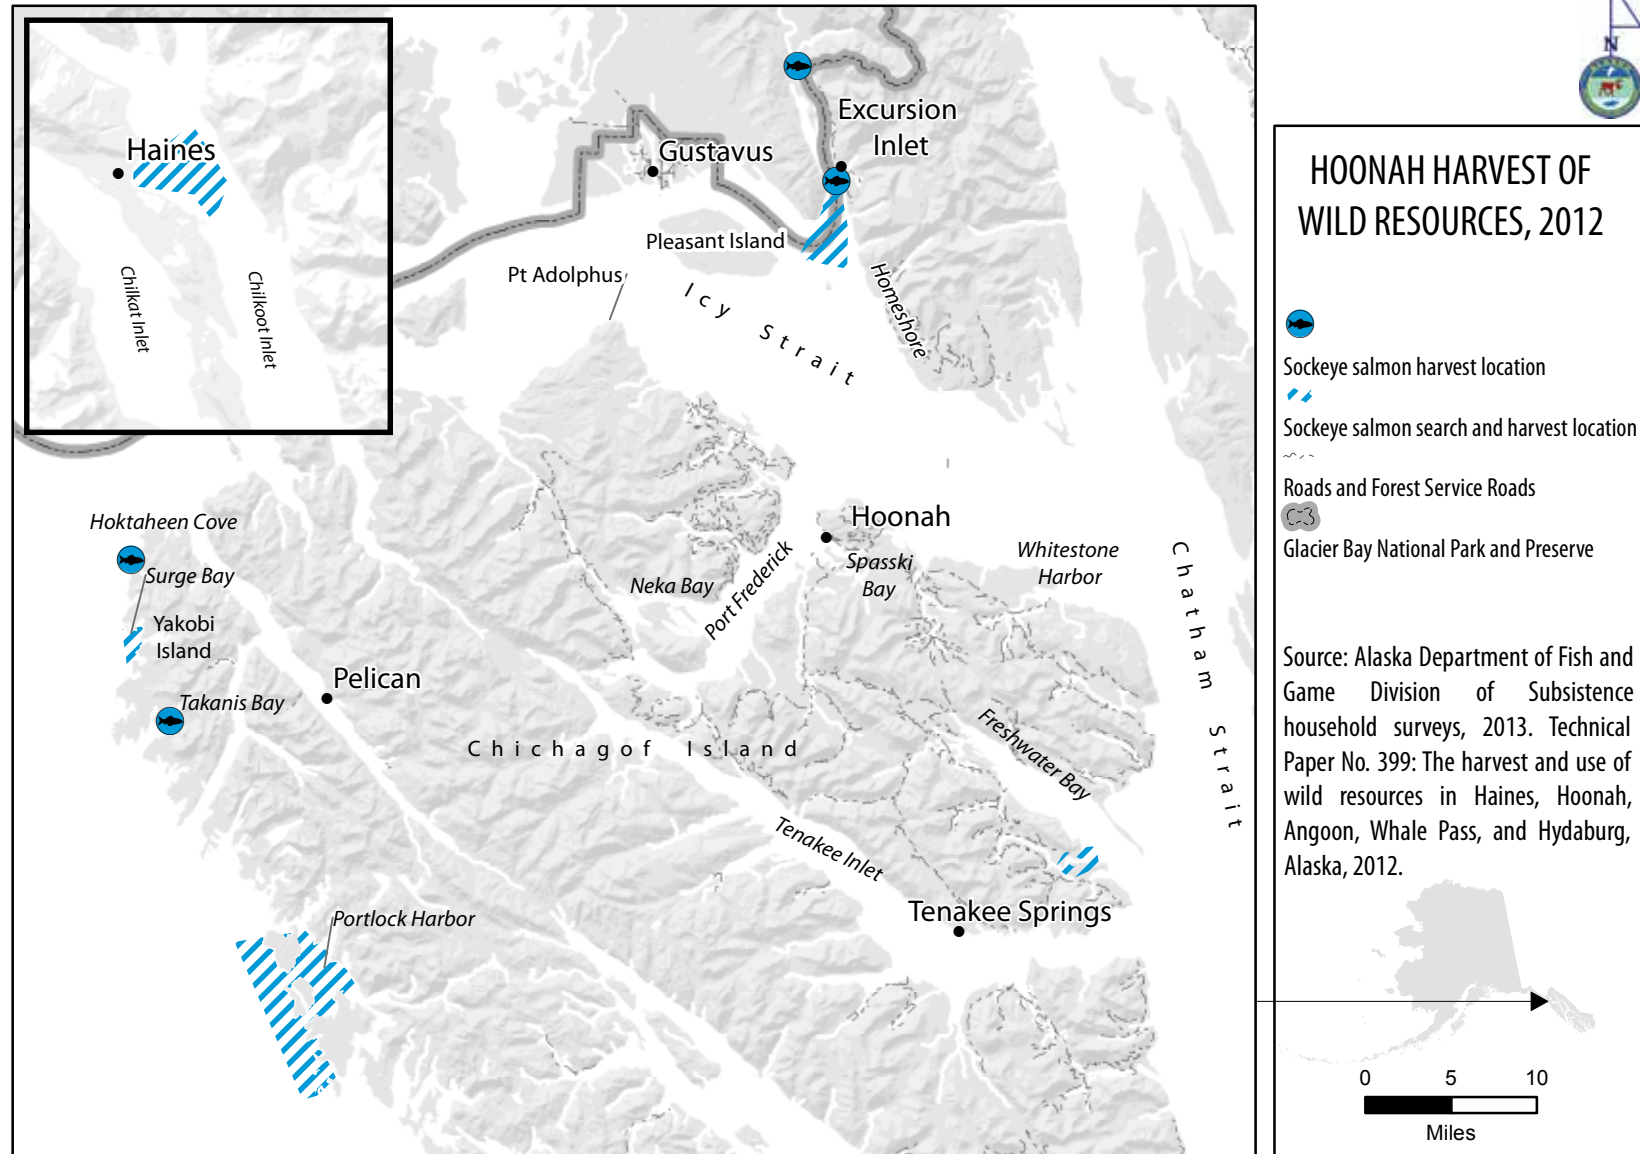 Haines
Chilkat Inlet
Chilkoot Inlet
Excursion
Inlet
Gustavus
Pleasant Island
Pt Adolphus
Homeshore
Icy Strait
Hoktaheen Cove
Surge Bay
Yakobi
Island
Takanis Bay
Pelican
Hoonah
Spasski
Bay
Whitestone
Harbor
Neka Bay
Port Frederick
Chatham Strait
Chichagof Island
Freshwater Bay
Tenakee Inlet
Tenakee Springs
Portlock Harbor
N
HOONAH HARVEST OF
WILD RESOURCES, 2012
Sockeye salmon harvest location
Sockeye salmon search and harvest location
Roads and Forest Service Roads
Glacier Bay National Park and Preserve
Source: Alaska Department of Fish and
Game Division of Subsistence
household surveys, 2013. Technical
Paper No. 399: The harvest and use of
wild resources in Haines, Hoonah,
Angoon, Whale Pass, and Hydaburg,
Alaska, 2012.
0 5 10
Miles